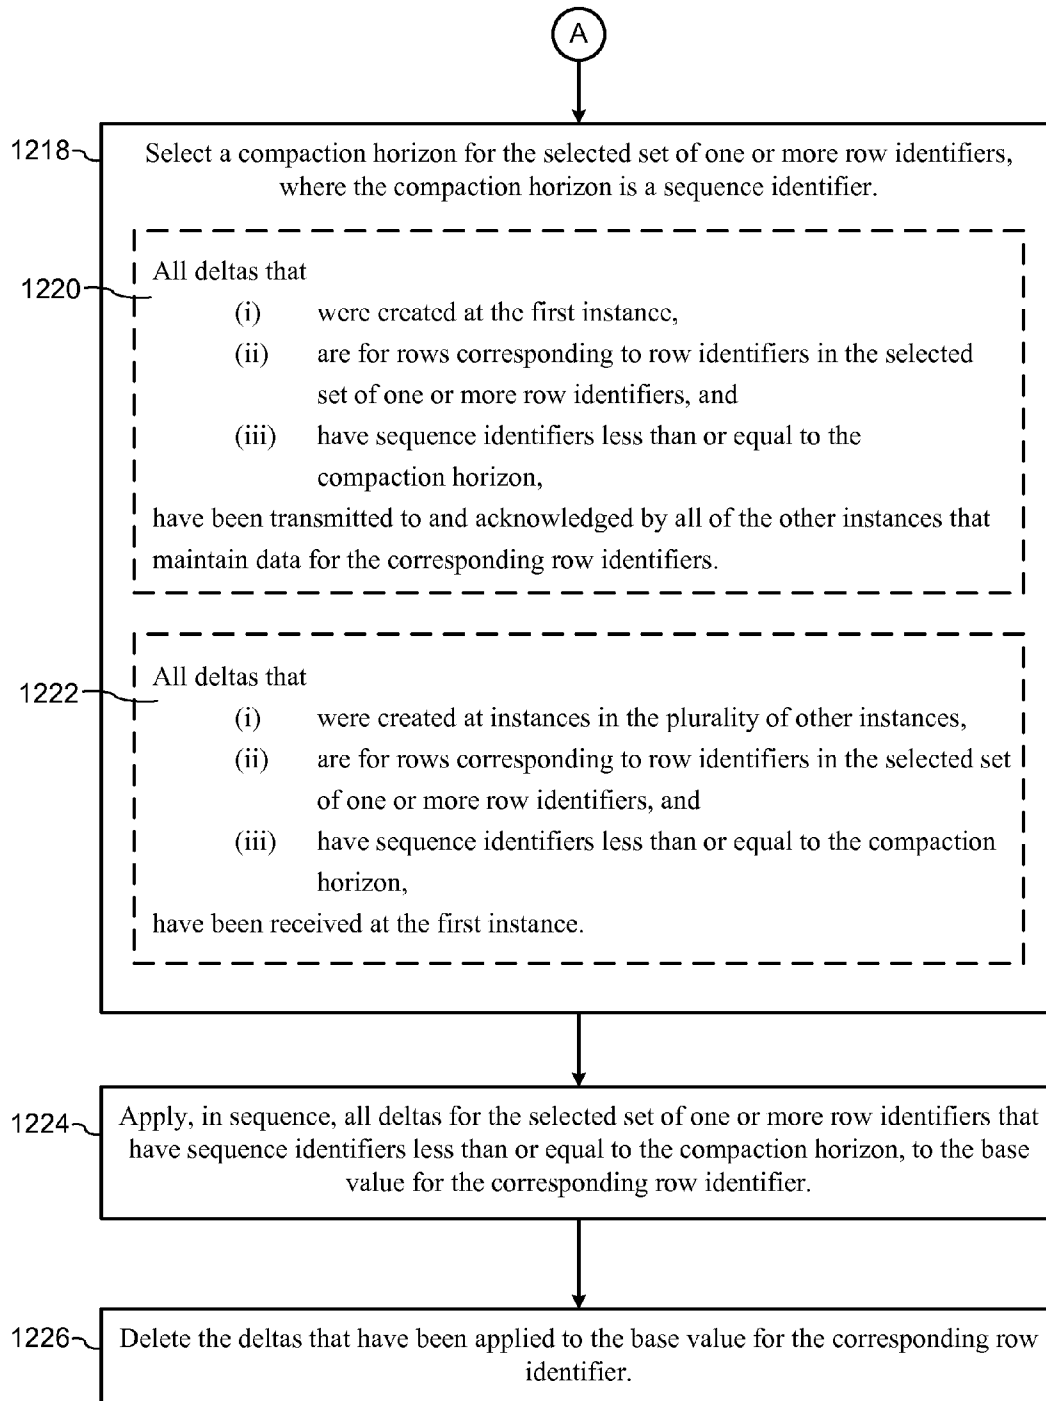 A
1218
Select a compaction horizon for the selected set of one or more row identifiers,
where the compaction horizon is a sequence identifier.
1220
All deltas that
(i) were created at the first instance,
(ii) are for rows corresponding to row identifiers in the selected
set of one or more row identifiers, and
(iii) have sequence identifiers less than or equal to the
compaction horizon,
have been transmitted to and acknowledged by all of the other instances that
maintain data for the corresponding row identifiers.
1222
All deltas that
(i) were created at instances in the plurality of other instances,
(ii) are for rows corresponding to row identifiers in the selected set
of one or more row identifiers, and
(iii) have sequence identifiers less than or equal to the compaction
horizon,
have been received at the first instance.
1224
Apply, in sequence, all deltas for the selected set of one or more row identifiers that
have sequence identifiers less than or equal to the compaction horizon, to the base
value for the corresponding row identifier.
1226
Delete the deltas that have been applied to the base value for the corresponding row
identifier.